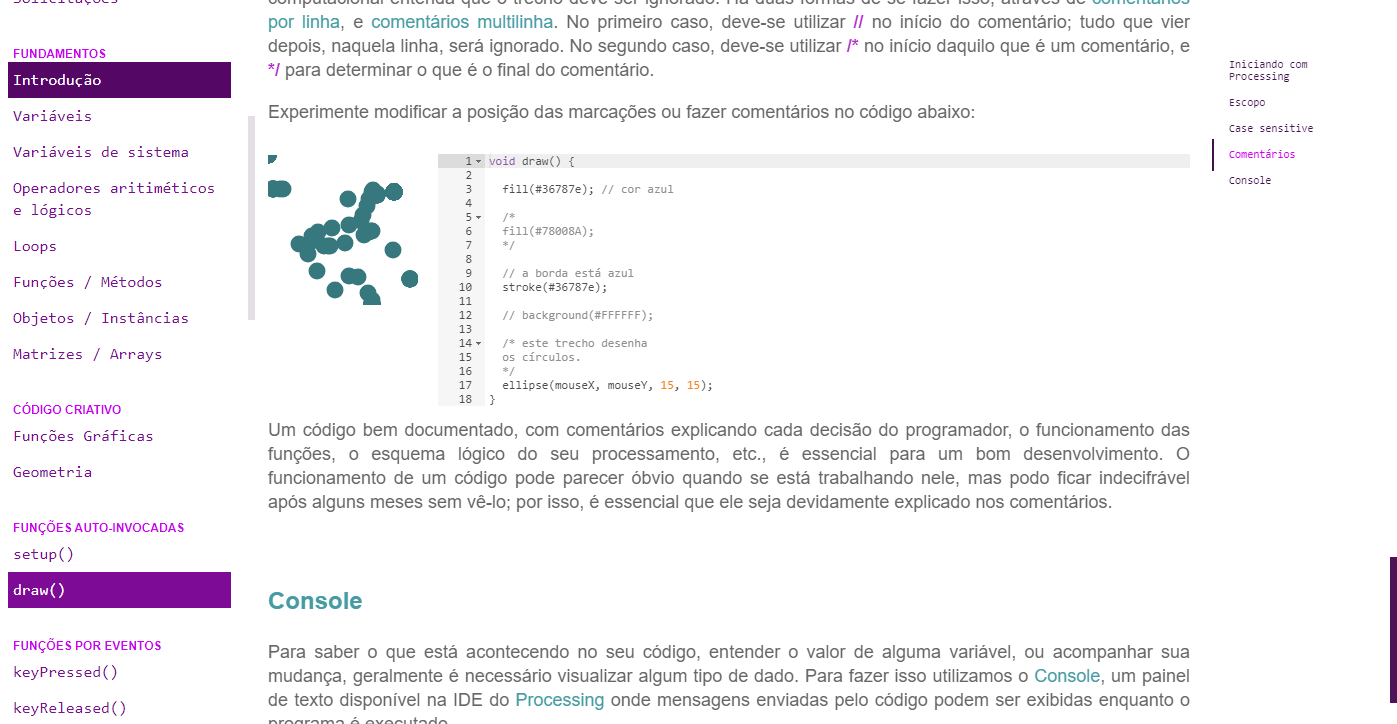 Solicitações
FUNDAMENTOS
Introdução
Variáveis
Variáveis de sistema
Operadores aritiméticos
e lógicos
Loops
Funções / Métodos
Objetos / Instâncias
Matrizes / Arrays
CÓDIGO CRIATIVO
Funções Gráficas
Geometria
FUNÇÕES AUTO-INVOCADAS
setup()
draw()
FUNÇÕES POR EVENTOS
keyPressed()
keyReleased()
computacional entenda que o trecho deve ser ignorado. Há duas formas de se fazer isso, através de comentários
por linha, e comentários multilinha. No primeiro caso, deve-se utilizar // no início do comentário; tudo que vier
depois, naquela linha, será ignorado. No segundo caso, deve-se utilizar /* no início daquilo que é um comentário, e
*/ para determinar o que é o final do comentário.
Experimente modificar a posição das marcações ou fazer comentários no código abaixo:
1 void draw() {
2
3 fill(#36787e); // cor azul
4
5 /*
6 fill(#78008A);
7 */
8
9 // a borda está azul
10 stroke(#36787e);
11
12 // background(#FFFFFF);
13
14 /* este trecho desenha
15 os círculos.
16 */
17 ellipse(mouseX, mouseY, 15, 15);
18 }
Um código bem documentado, com comentários explicando cada decisão do programador, o funcionamento das
funções, o esquema lógico do seu processamento, etc., é essencial para um bom desenvolvimento. O
funcionamento de um código pode parecer óbvio quando se está trabalhando nele, mas podo ficar indecifrável
após alguns meses sem vê-lo; por isso, é essencial que ele seja devidamente explicado nos comentários.
Console
Para saber o que está acontecendo no seu código, entender o valor de alguma variável, ou acompanhar sua
mudança, geralmente é necessário visualizar algum tipo de dado. Para fazer isso utilizamos o Console, um painel
de texto disponível na IDE do Processing onde mensagens enviadas pelo código podem ser exibidas enquanto o
programa é executado.
Iniciando com
Processing
Escopo
Case sensitive
Comentários
Console